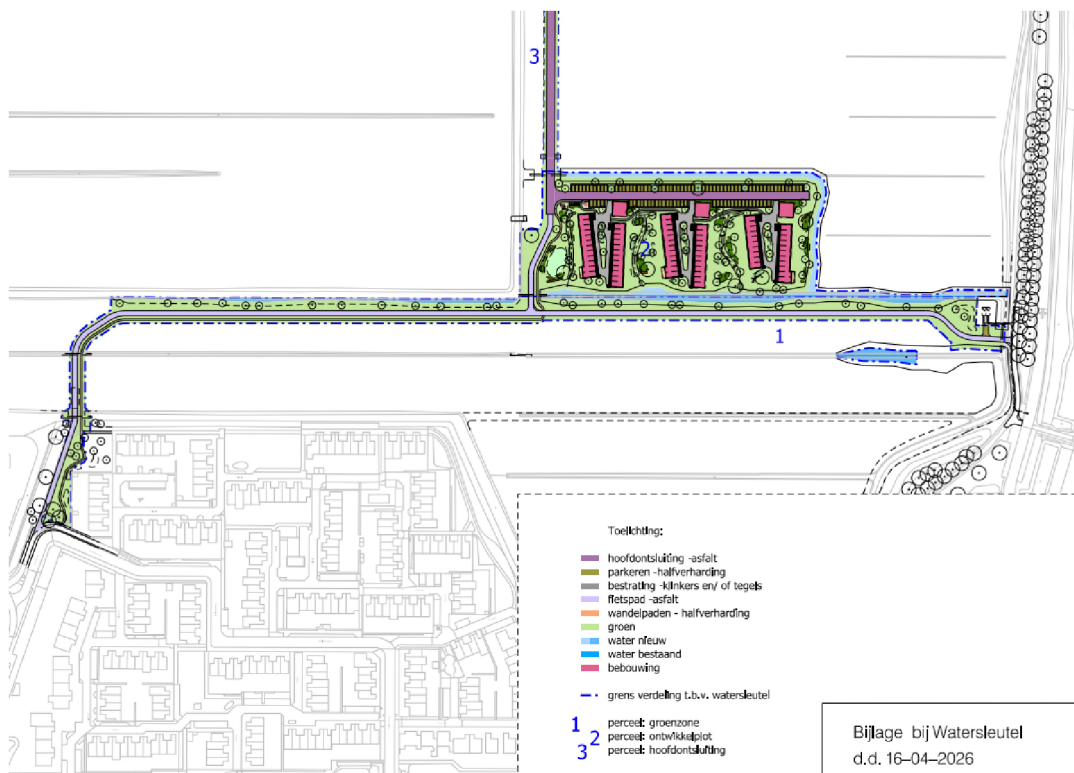 3
2
1
Toelichting:
hoofdontsluiting -asfalt
parkeren -halfverharding
bestrating -klinkers en/ of tegels
fietspad -asfalt
wandelpaden - halfverharding
groen
water nieuw
water bestaand
bebouwing
grens verdeling t.b.v. watersleutel
1 perceel: groenzone
2 perceel: ontwikkelplot
3 perceel: hoofdontsluiting
Bijlage bij Watersleutel
d.d. 16-04-2026